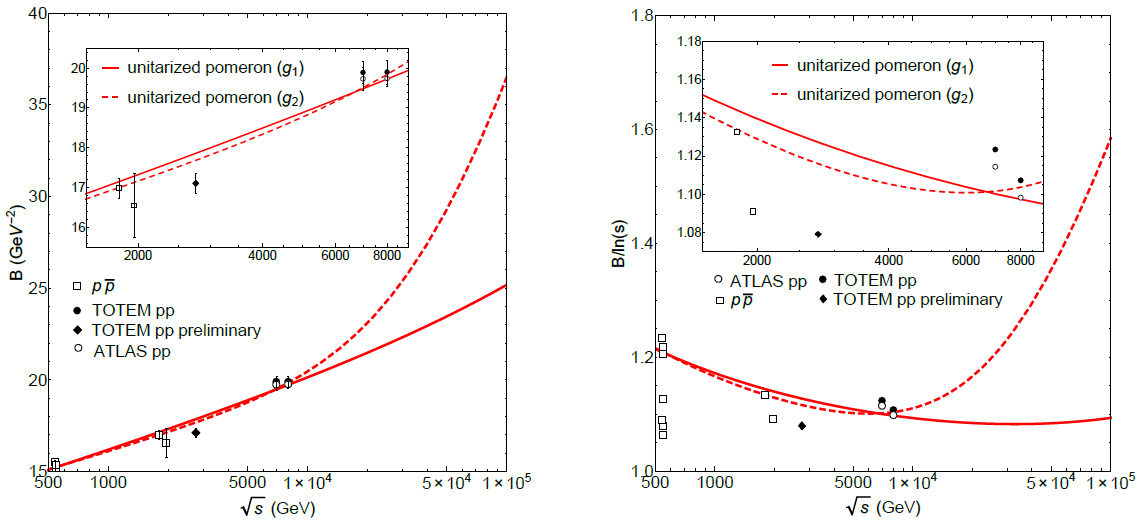 40
35
30
25
20
15
B (GeV⁻²)
20
19
18
17
16
unitarized pomeron (g₁)
unitarized pomeron (g₂)
2000
4000
6000
8000
p p̅
TOTEM pp
TOTEM pp preliminary
ATLAS pp
500
1000
5000
1×10⁴
5×10⁴
1×10⁵
√s (GeV)
1.8
1.6
1.4
1.2
1.0
B/ln(s)
1.18
1.16
1.14
1.12
1.10
1.08
unitarized pomeron (g₁)
unitarized pomeron (g₂)
2000
4000
6000
8000
ATLAS pp
TOTEM pp
p p̅
TOTEM pp preliminary
500
1000
5000
1×10⁴
5×10⁴
1×10⁵
√s (GeV)